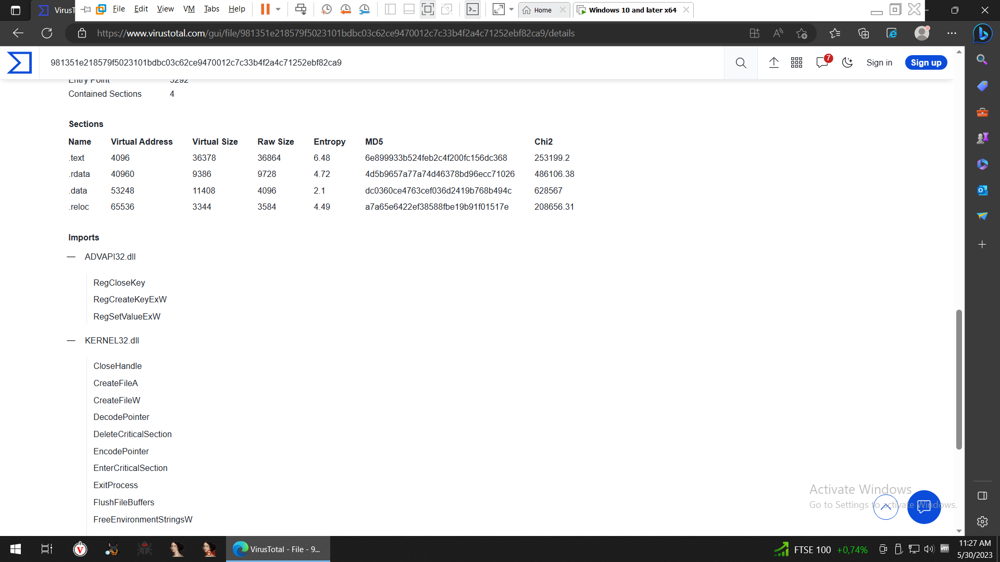 VirusT
File Edit View VM Tabs Help
Home
Windows 10 and later x64
https://www.virustotal.com/gui/file/981351e218579f5023101bdbc03c62ce9470012c7c33b4f2a4c71252ebf82ca9/details
981351e218579f5023101bdbc03c62ce9470012c7c33b4f2a4c71252ebf82ca9
7
Sign in
Sign up
Entry Point 5292
Contained Sections 4
Sections
Name Virtual Address Virtual Size Raw Size Entropy MD5 Chi2
.text 4096 36378 36864 6.48 6e899933b524feb2c4f200fc156dc368 253199.2
.rdata 40960 9386 9728 4.72 4d5b9657a77a74d46378bd96ecc71026 486106.38
.data 53248 11408 4096 2.1 dc0360ce4763cef036d2419b768b494c 628567
.reloc 65536 3344 3584 4.49 a7a65e6422ef38588fbe19b91f01517e 208656.31
Imports
— ADVAPI32.dll
RegCloseKey
RegCreateKeyExW
RegSetValueExW
— KERNEL32.dll
CloseHandle
CreateFileA
CreateFileW
DecodePointer
DeleteCriticalSection
EncodePointer
EnterCriticalSection
ExitProcess
FlushFileBuffers
FreeEnvironmentStringsW
Activate Windows
Go to Settings to activate Windows.
VirusTotal - File - 9...
FTSE 100 +0,74%
11:27 AM
5/30/2023